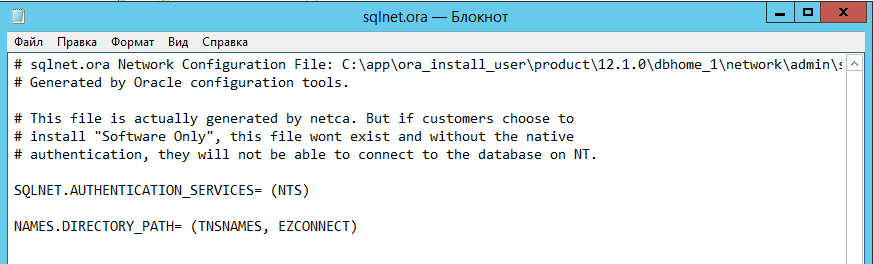 sqlnet.ora — Блокнот
Файл Правка Формат Вид Справка
# sqlnet.ora Network Configuration File: C:\app\ora_install_user\product\12.1.0\dbhome_1\network\admin\s
# Generated by Oracle configuration tools.
# This file is actually generated by netca. But if customers choose to
# install "Software Only", this file wont exist and without the native
# authentication, they will not be able to connect to the database on NT.
SQLNET.AUTHENTICATION_SERVICES= (NTS)
NAMES.DIRECTORY_PATH= (TNSNAMES, EZCONNECT)